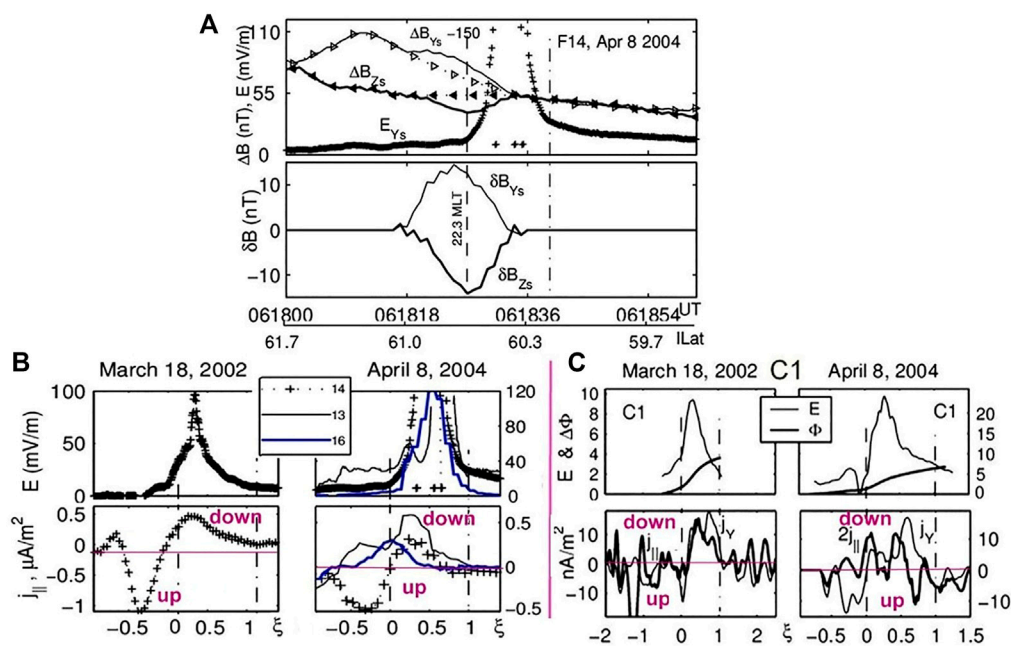 A
ΔB (nT), E (mV/m)
110
55
0
ΔB_Ys −150
F14, Apr 8 2004
ΔB_Zs
E_Ys
δB (nT)
10
0
−10
δB_Ys
22.3 MLT
δB_Zs
061800 061818 061836 061854 UT
61.7 61.0 60.3 59.7 ILat
B
March 18, 2002 April 8, 2004
E (mV/m)
100
50
0
14
13
16
120
80
40
0
j_||, μA/m²
0.5
−0.5
−1
down
up
down
up
0.5
0
−0.5
−0.5 0 0.5 ξ −0.5 0 0.5 ξ
C
March 18, 2002 C1 April 8, 2004
E & ΔΦ
10
8
6
4
2
0
C1
E
Φ
C1
20
15
10
5
0
nA/m²
10
0
−10
down
j_||
j_Y
up
down
2j_||
j_Y
up
10
0
−10
−2 −1 0 1 2 ξ −1 −0.5 0 0.5 1 1.5